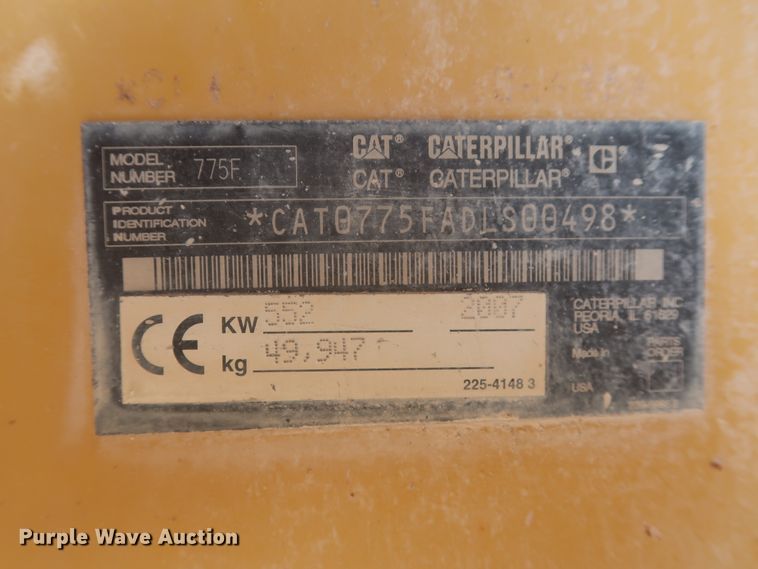 MODEL NUMBER 775F
CAT® CATERPILLAR®
CAT® CATERPILLAR®
PRODUCT IDENTIFICATION NUMBER *CAT0775FADLS00498*
CE KW 552 2007
kg 49,947
225-4148 3
CATERPILLAR INC.
PEORIA, IL 61629
USA
Made in
USA
PARTS ORDER
Purple Wave Auction